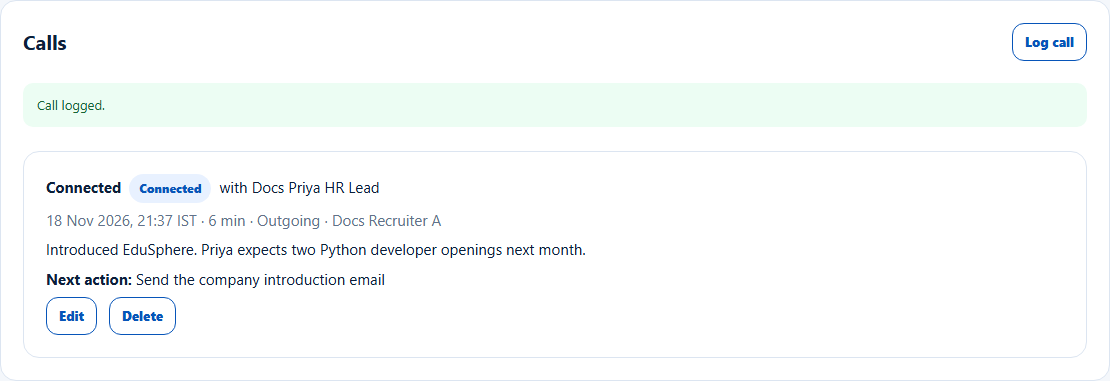 Calls
Log call
Call logged.
Connected Connected with Docs Priya HR Lead
18 Nov 2026, 21:37 IST · 6 min · Outgoing · Docs Recruiter A
Introduced EduSphere. Priya expects two Python developer openings next month.
Next action: Send the company introduction email
Edit Delete